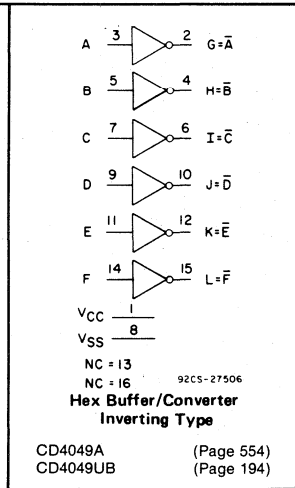 A 3 2 G=A̅
B 5 4 H=B̅
C 7 6 I=C̅
D 9 10 J=D̅
E 11 12 K=E̅
F 14 15 L=F̅
VCC 1
VSS 8
NC = 13
NC = 16 92CS-27506
Hex Buffer/Converter
Inverting Type
CD4049A (Page 554)
CD4049UB (Page 194)